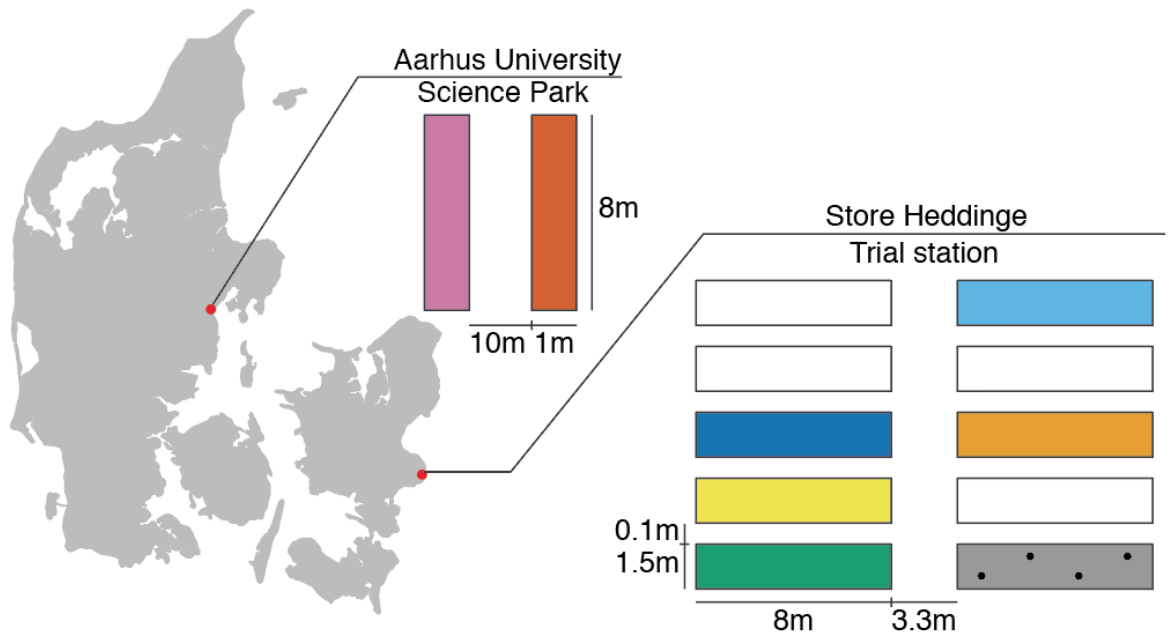 Aarhus University
Science Park
8m
10m 1m
Store Heddinge
Trial station
0.1m
1.5m
8m
3.3m